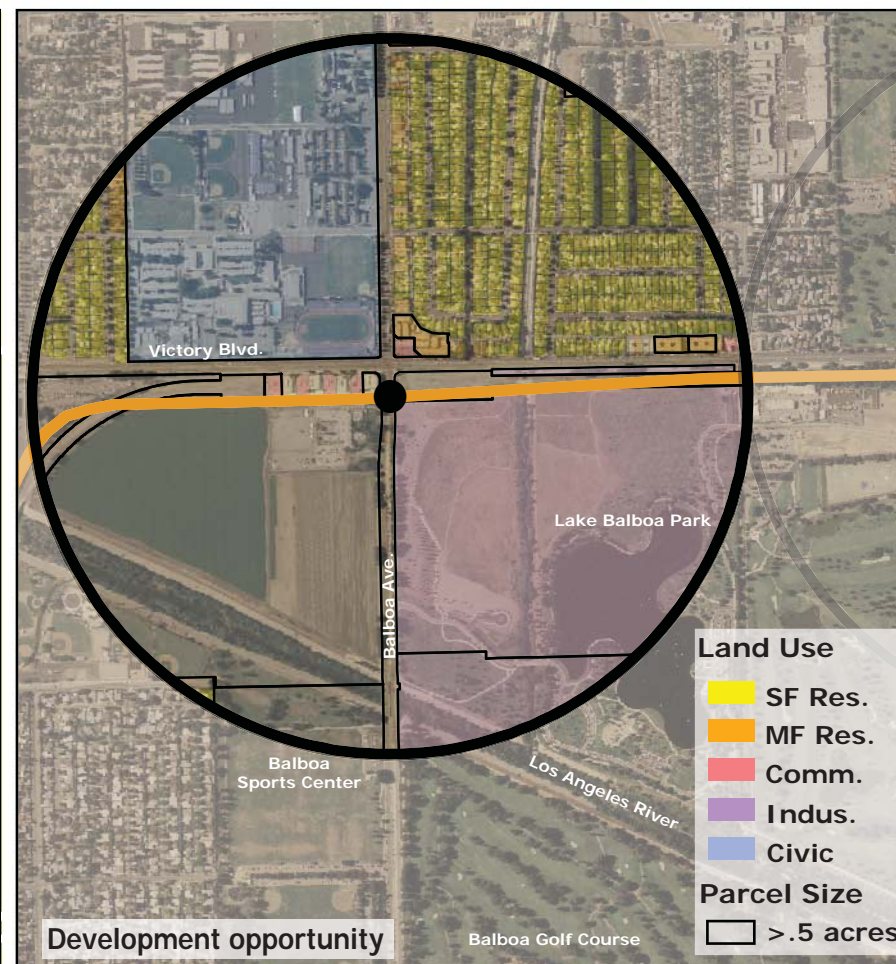 Victory Blvd.
Lake Balboa Park
Balboa Ave.
Balboa
Sports Center
Los Angeles River
Balboa Golf Course
Development opportunity
Land Use
SF Res.
MF Res.
Comm.
Indus.
Civic
Parcel Size
>.5 acres